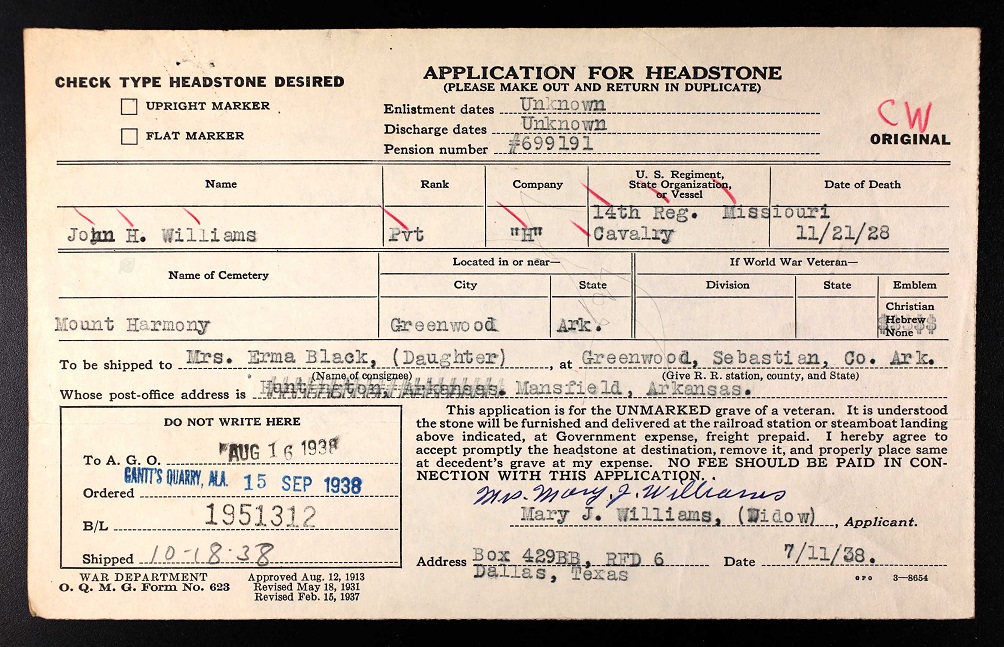 CHECK TYPE HEADSTONE DESIRED
UPRIGHT MARKER
FLAT MARKER
APPLICATION FOR HEADSTONE
(PLEASE MAKE OUT AND RETURN IN DUPLICATE)
Enlistment dates Unknown
Discharge dates Unknown
Pension number #699191
CW
ORIGINAL
Name Rank Company U. S. Regiment, State Organization, or Vessel Date of Death
14th Reg. Missiouri
John H. Williams Pvt "H" Cavalry 11/21/28
Name of Cemetery Located in or near— If World War Veteran—
City State Division State Emblem
Christian
Hebrew
None
Mount Harmony Greenwood Ark.
To be shipped to Mrs. Erma Black, (Daughter), at Greenwood, Sebastian, Co. Ark.
(Name of consignee) (Give R. R. station, county, and State)
Whose post-office address is Huntington, Arkansas. Mansfield, Arkansas.
DO NOT WRITE HERE
To A. G. O. AUG 16 1938
GANTT'S QUARRY, ALA.
Ordered 15 SEP 1938
B/L 1951312
Shipped 10-18-38
This application is for the UNMARKED grave of a veteran. It is understood
the stone will be furnished and delivered at the railroad station or steamboat landing
above indicated, at Government expense, freight prepaid. I hereby agree to
accept promptly the headstone at destination, remove it, and properly place same
at decedent's grave at my expense. NO FEE SHOULD BE PAID IN CON-
NECTION WITH THIS APPLICATION.
Mrs. Mary J. Williams
Mary J. Williams, (Widow), Applicant.
Address Box 429BB, RFD 6 Date 7/11/38.
Dallas, Texas
WAR DEPARTMENT
O. Q. M. G. Form No. 623
Approved Aug. 12, 1913
Revised May 18, 1931
Revised Feb. 15, 1937
GPO 3—8654